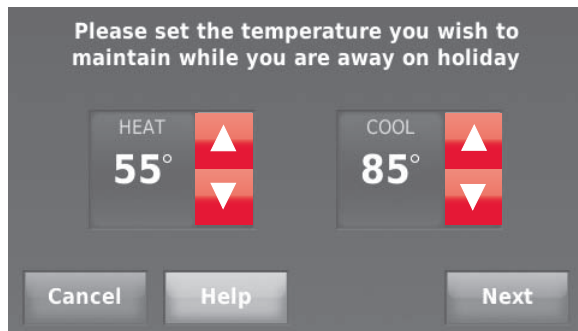 Please set the temperature you wish to
maintain while you are away on holiday
HEAT
55°
COOL
85°
Cancel
Help
Next